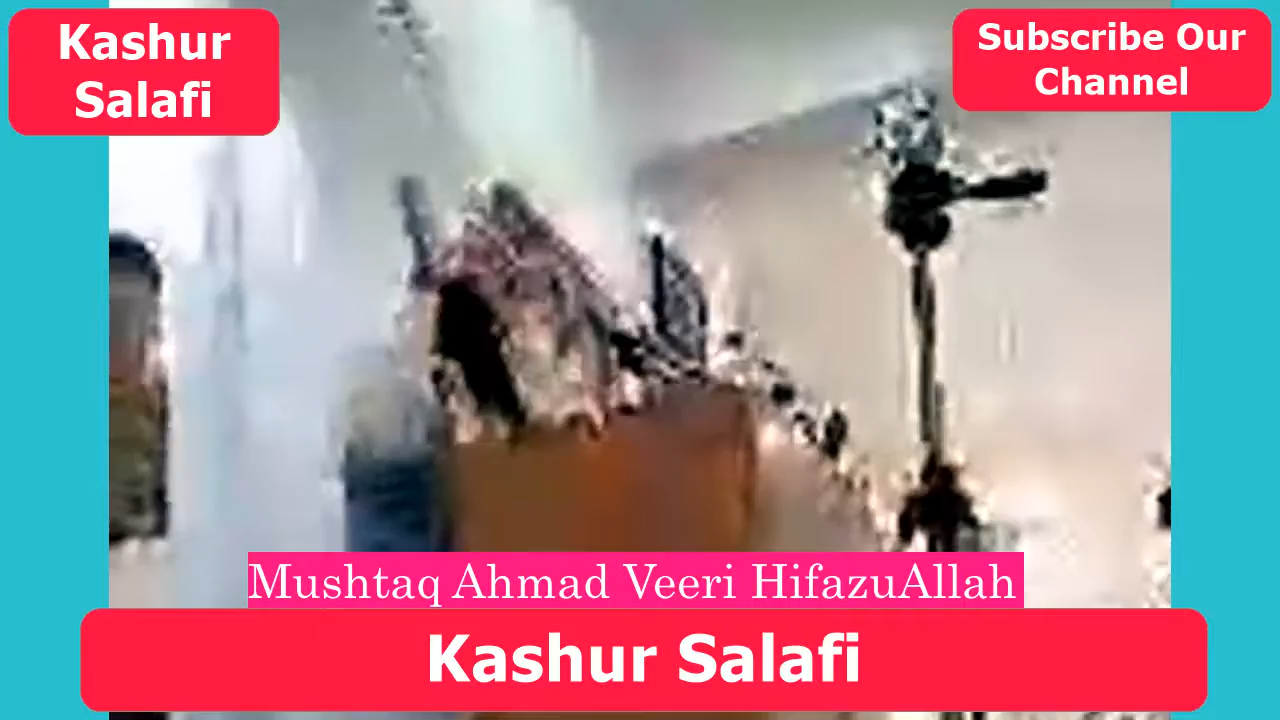 Kashur
Salafi
Subscribe Our
Channel
Mushtaq Ahmad Veeri HifazuAllah
Kashur Salafi